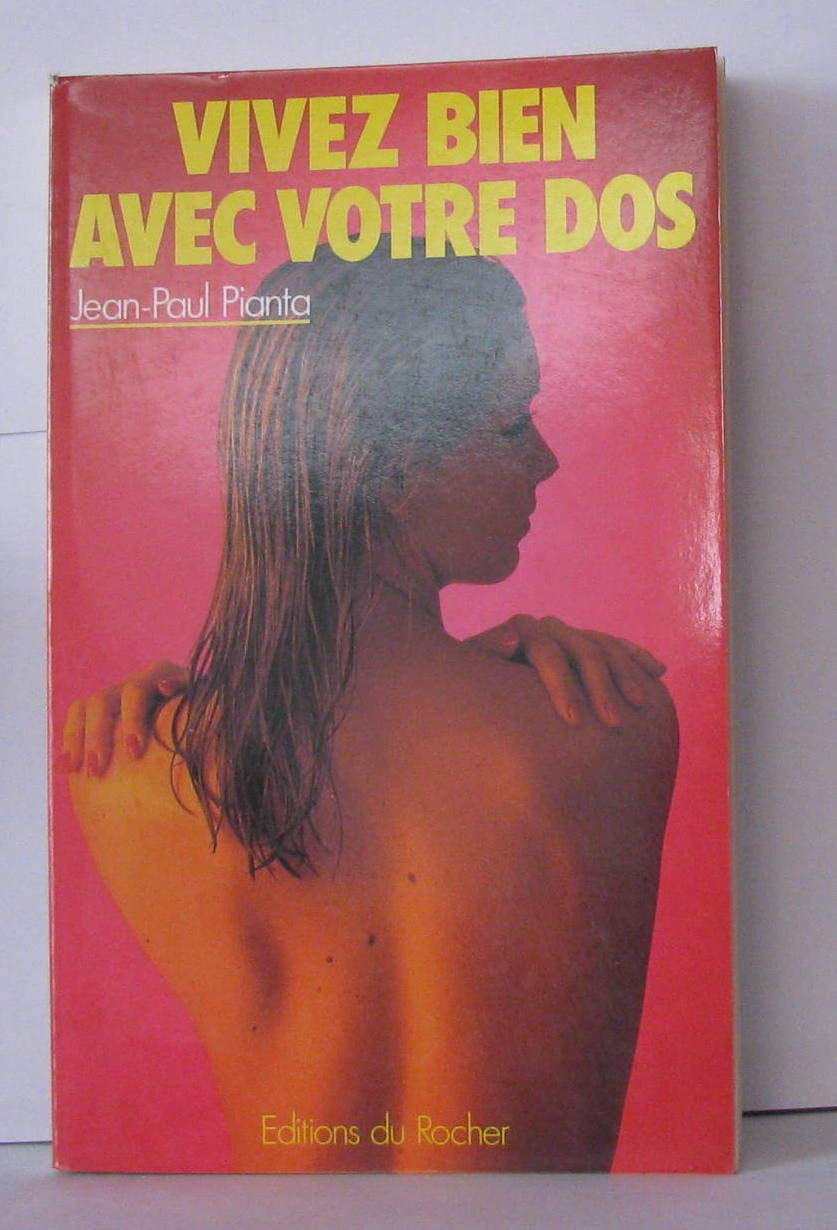 VIVEZ BIEN
AVEC VOTRE DOS
Jean-Paul Pianta
Editions du Rocher